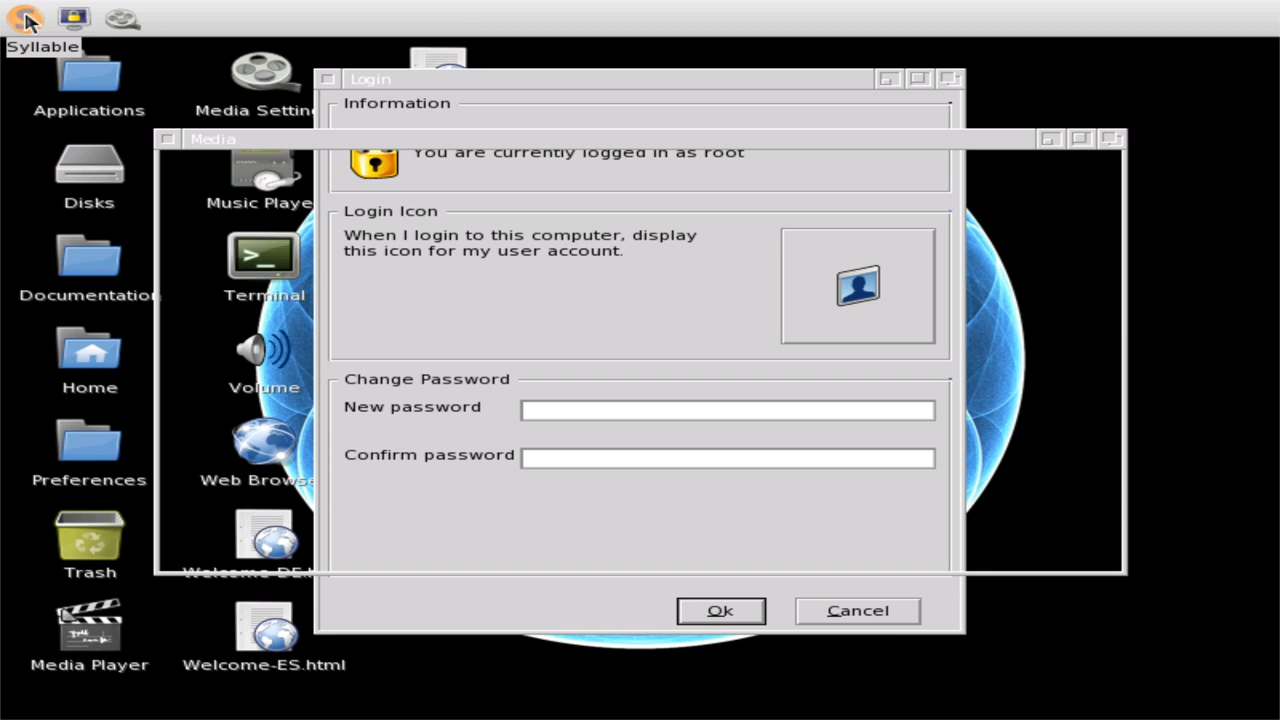 Syllable
Login
Applications
Media Settin
Information
Media
You are currently logged in as root
Disks
Music Playe
Login Icon
When I login to this computer, display
this icon for my user account.
Documentation
Terminal
Home
Volume
Change Password
New password
Confirm password
Preferences
Web Browse
Trash
Welcome-DE.h
Ok
Cancel
Media Player
Welcome-ES.html